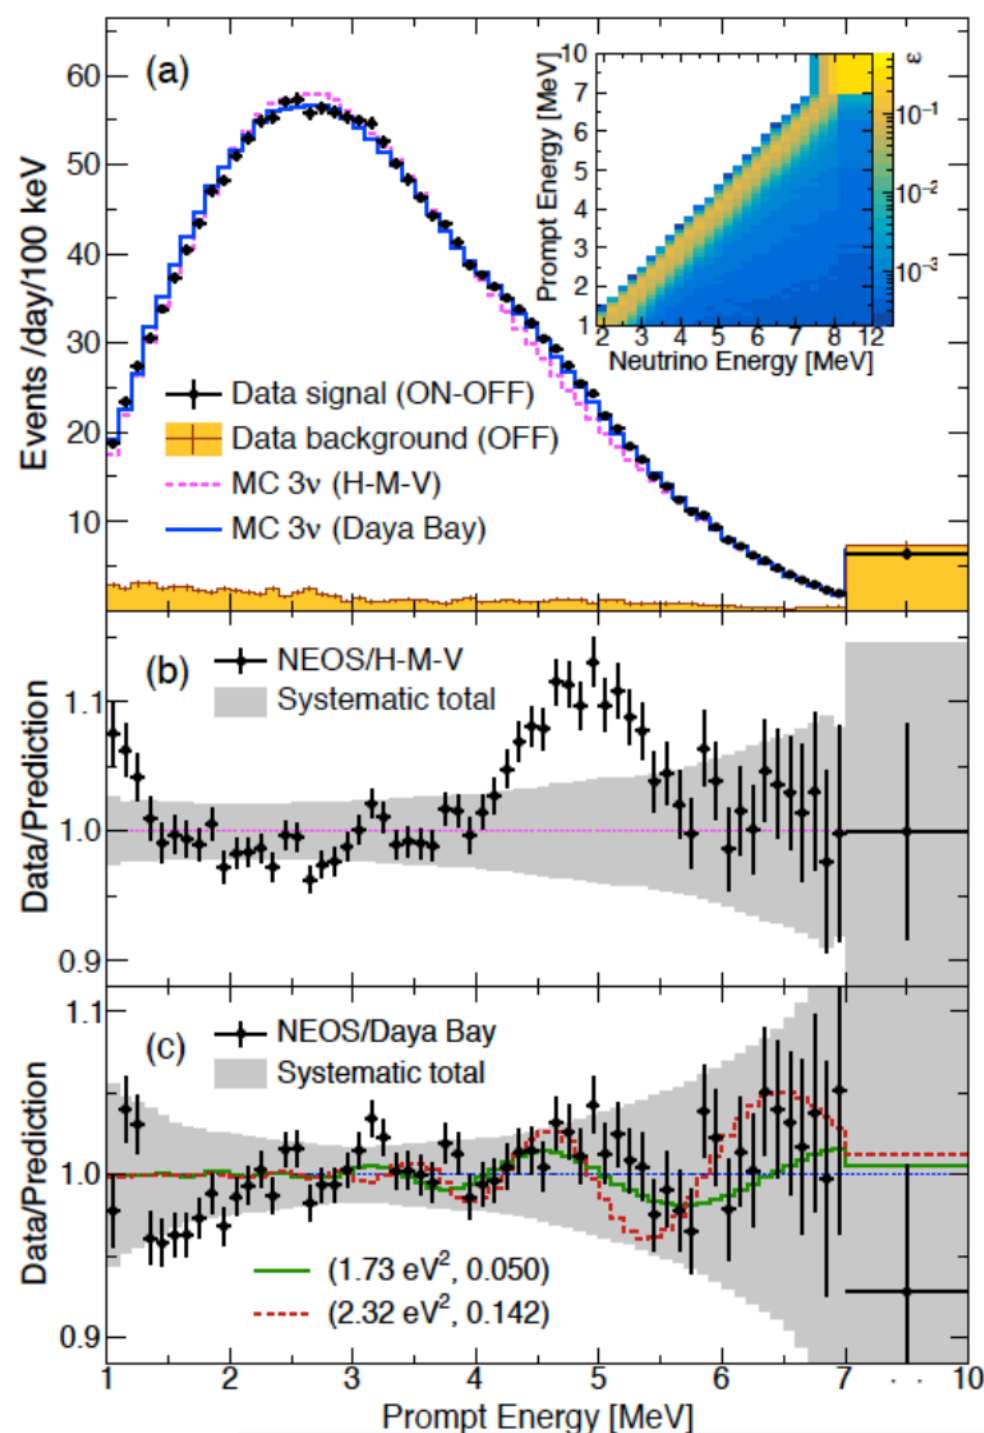 (a)
Events /day/100 keV
60
50
40
30
20
10
Data signal (ON-OFF)
Data background (OFF)
MC 3ν (H-M-V)
MC 3ν (Daya Bay)
Prompt Energy [MeV]
10
7
6
5
4
3
2
1
2 3 4 5 6 7 8 12
Neutrino Energy [MeV]
ε
10⁻¹
10⁻²
10⁻³
(b)
Data/Prediction
1.1
1.0
0.9
NEOS/H-M-V
Systematic total
(c)
Data/Prediction
1.1
1.0
0.9
NEOS/Daya Bay
Systematic total
(1.73 eV², 0.050)
(2.32 eV², 0.142)
1 2 3 4 5 6 7 10
Prompt Energy [MeV]